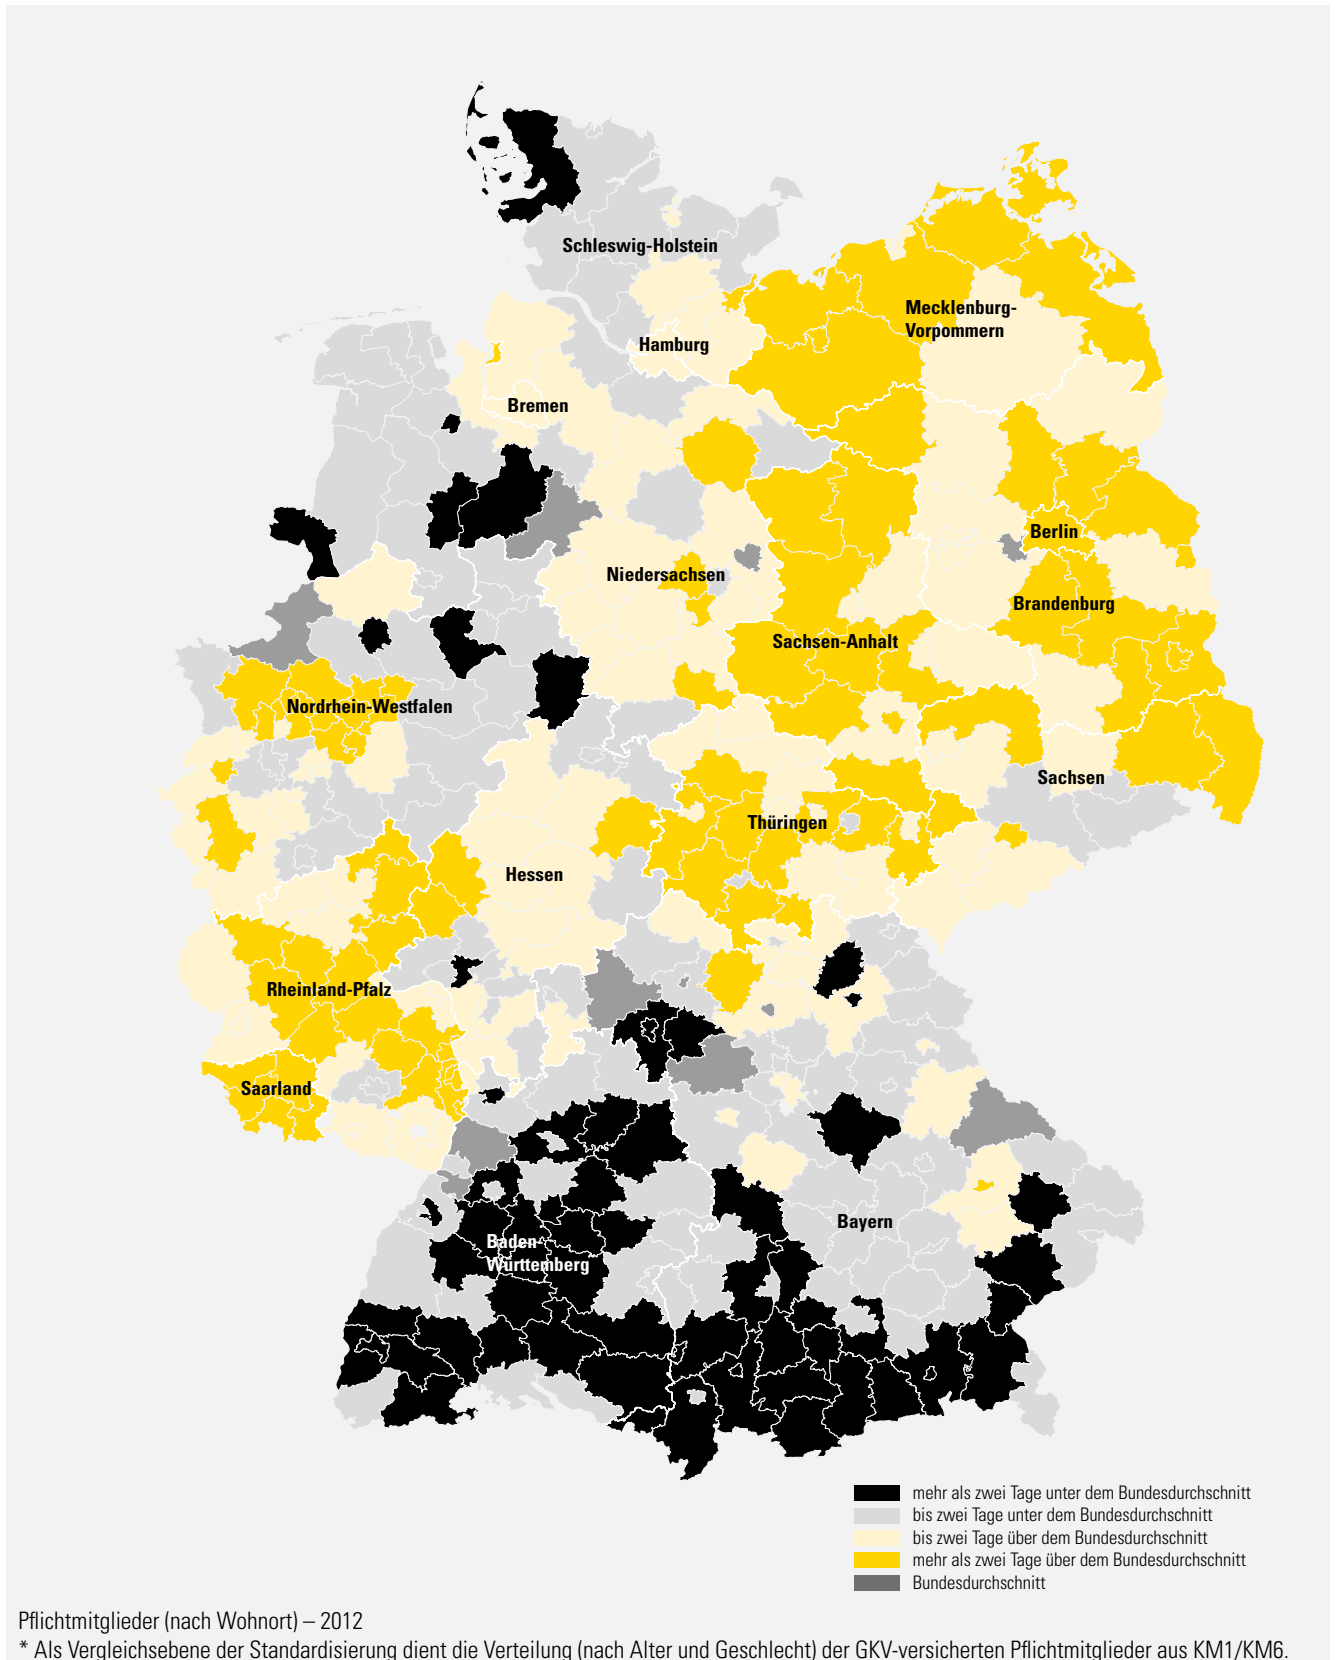 Schleswig-Holstein
Mecklenburg-
Vorpommern
Hamburg
Bremen
Berlin
Niedersachsen
Brandenburg
Sachsen-Anhalt
Nordrhein-Westfalen
Sachsen
Thüringen
Hessen
Rheinland-Pfalz
Saarland
Bayern
Baden-
Württemberg
mehr als zwei Tage unter dem Bundesdurchschnitt
bis zwei Tage unter dem Bundesdurchschnitt
bis zwei Tage über dem Bundesdurchschnitt
mehr als zwei Tage über dem Bundesdurchschnitt
Bundesdurchschnitt
Pflichtmitglieder (nach Wohnort) – 2012
* Als Vergleichsebene der Standardisierung dient die Verteilung (nach Alter und Geschlecht) der GKV-versicherten Pflichtmitglieder aus KM1/KM6.